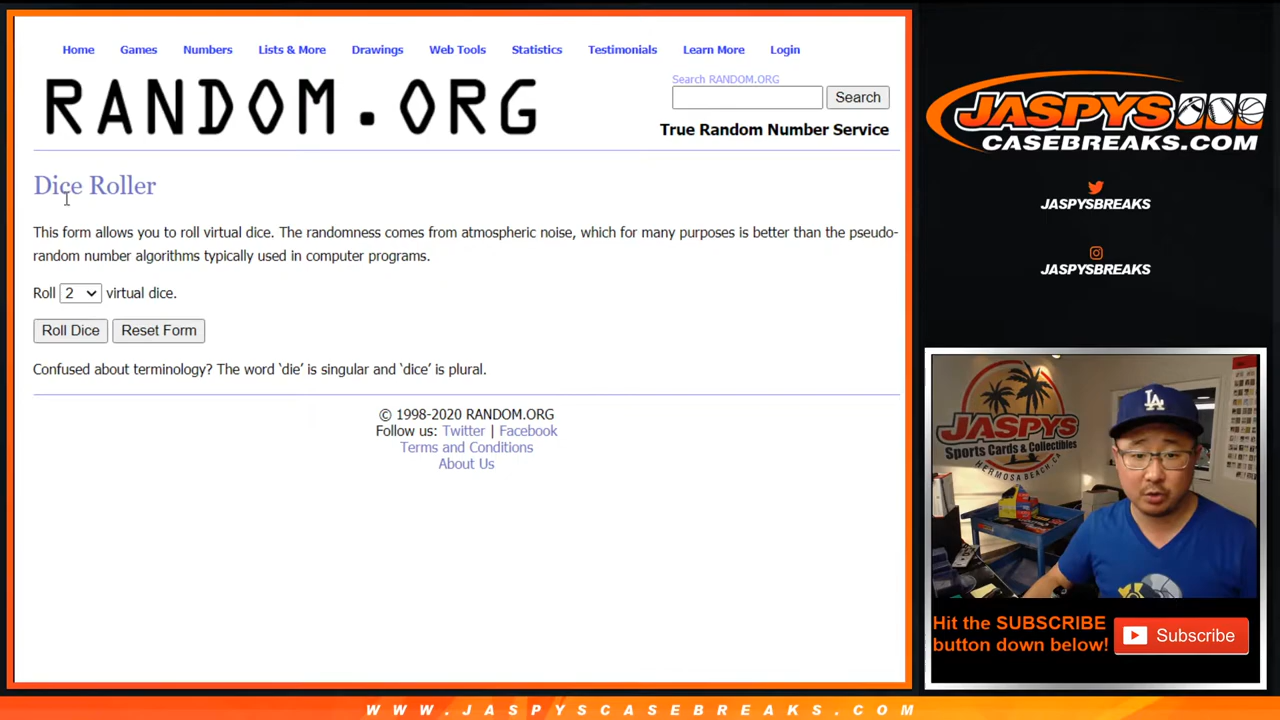 Home Games Numbers Lists & More Drawings Web Tools Statistics Testimonials Learn More Login
RANDOM.ORG
Search RANDOM.ORG
Search
True Random Number Service
Dice Roller
This form allows you to roll virtual dice. The randomness comes from atmospheric noise, which for many purposes is better than the pseudo-
random number algorithms typically used in computer programs.
Roll 2 virtual dice.
Roll Dice Reset Form
Confused about terminology? The word ‘die’ is singular and ‘dice’ is plural.
© 1998-2020 RANDOM.ORG
Follow us: Twitter | Facebook
Terms and Conditions
About Us
JASPYS
CASEBREAKS.COM
JASPYSBREAKS
JASPYSBREAKS
JASPYS
Sports Cards & Collectibles
HERMOSA BEACH, CA
LA
Hit the SUBSCRIBE
button down below!
Subscribe
WWW.JASPYSCASEBREAKS.COM